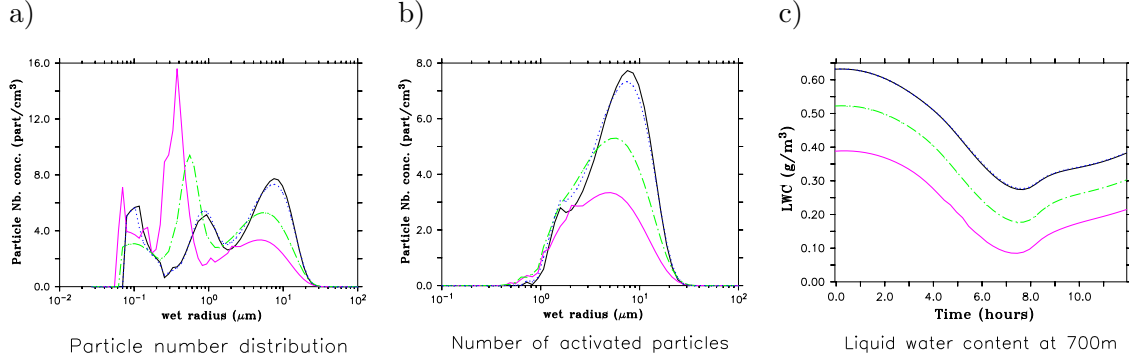 a)
b)
c)
Particle Nb. conc. (part/cm³)
16.0
12.0
8.0
4.0
0.0
10⁻² 10⁻¹ 10⁰ 10¹ 10²
wet radius (μm)
Particle number distribution
Particle Nb. conc. (part/cm³)
8.0
6.0
4.0
2.0
0.0
10⁻¹ 10⁰ 10¹ 10²
wet radius (μm)
Number of activated particles
LWC (g/m³)
0.60
0.50
0.40
0.30
0.20
0.10
0.00
0.0 2.0 4.0 6.0 8.0 10.0
Time (hours)
Liquid water content at 700m